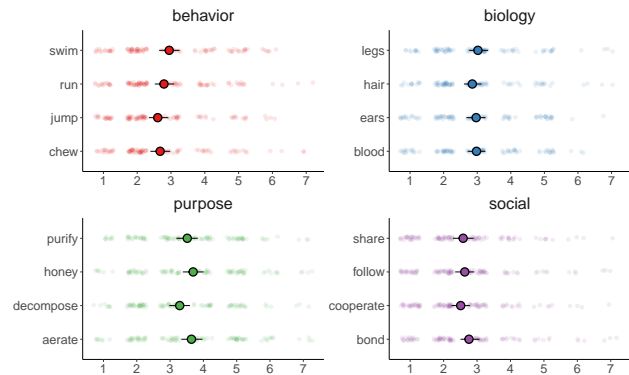 behavior
swim
run
jump
chew
1 2 3 4 5 6 7
biology
legs
hair
ears
blood
1 2 3 4 5 6 7
purpose
purify
honey
decompose
aerate
1 2 3 4 5 6 7
social
share
follow
cooperate
bond
1 2 3 4 5 6 7